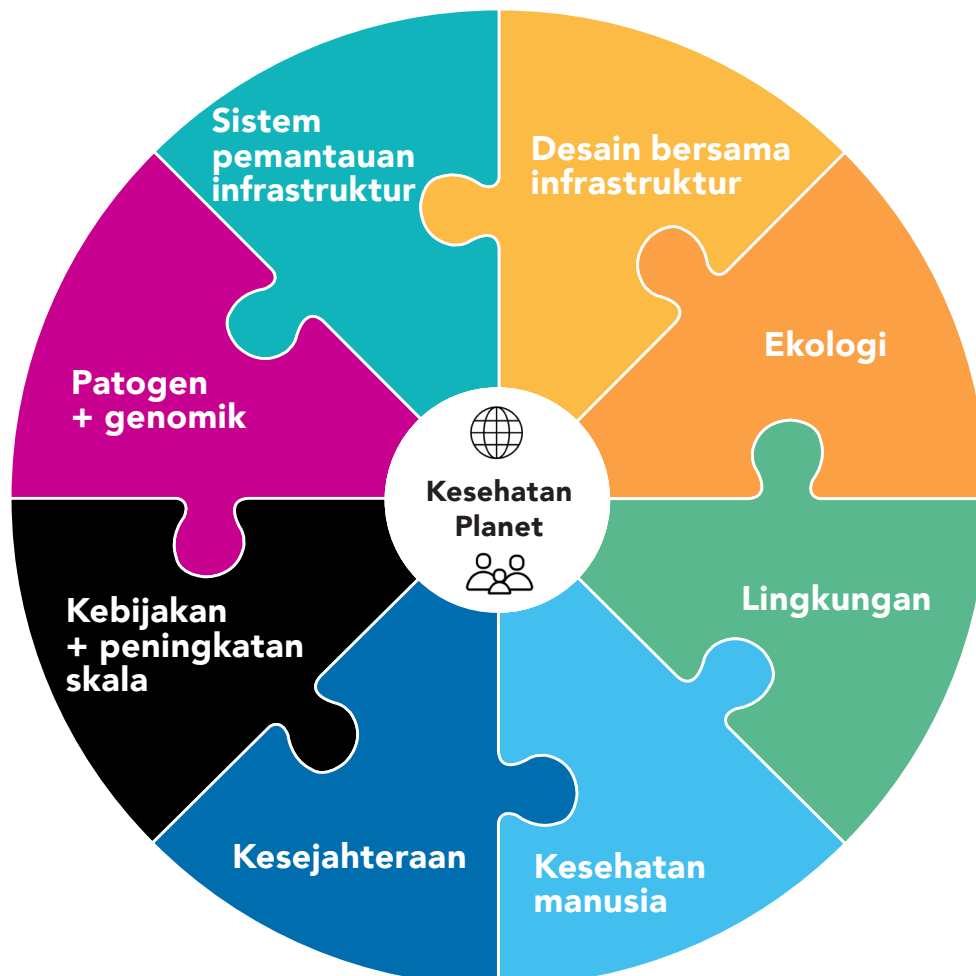 Sistem
pemantauan
infrastruktur
Desain bersama
infrastruktur
Ekologi
Lingkungan
Kesehatan
manusia
Kesejahteraan
Kebijakan
+ peningkatan
skala
Patogen
+ genomik
Kesehatan
Planet